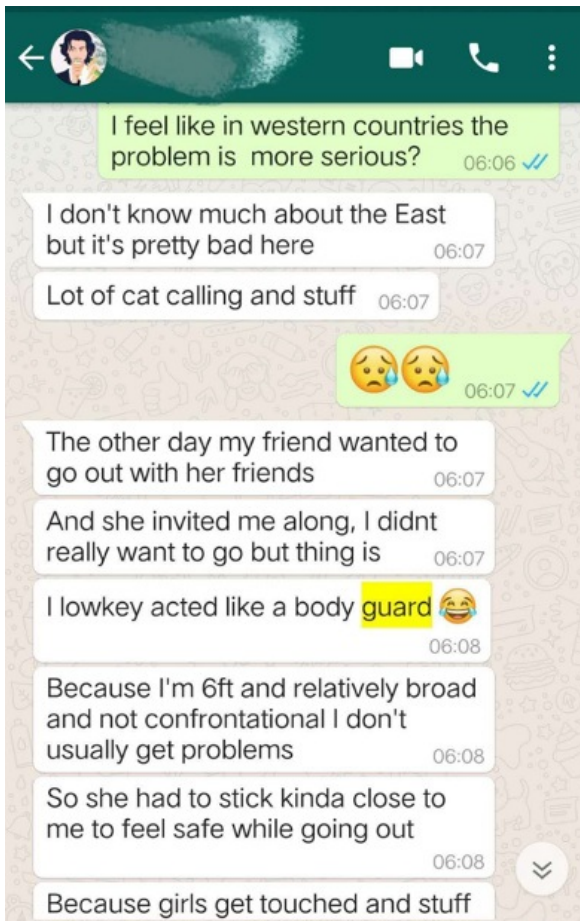 I feel like in western countries the
problem is  more serious?
06:06
I don't know much about the East
but it's pretty bad here
06:07
Lot of cat calling and stuff
06:07
😥😥
06:07
The other day my friend wanted to
go out with her friends
06:07
And she invited me along, I didnt
really want to go but thing is
06:07
I lowkey acted like a body guard 😂
06:08
Because I'm 6ft and relatively broad
and not confrontational I don't
usually get problems
06:08
So she had to stick kinda close to
me to feel safe while going out
06:08
Because girls get touched and stuff